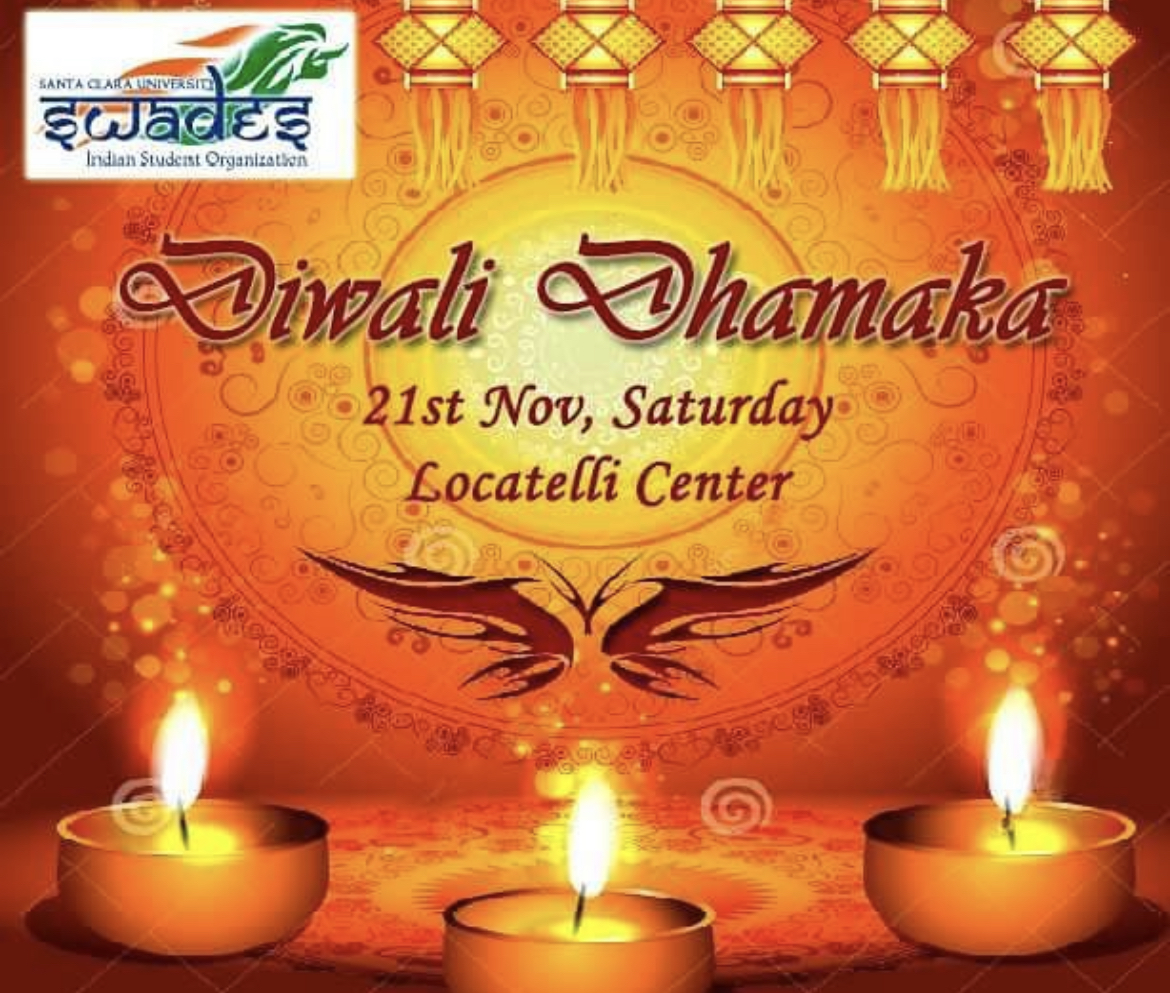 SANTA CLARA UNIVERSITY
swades
Indian Student Organization
Diwali Dhamaka
21st Nov, Saturday
Locatelli Center